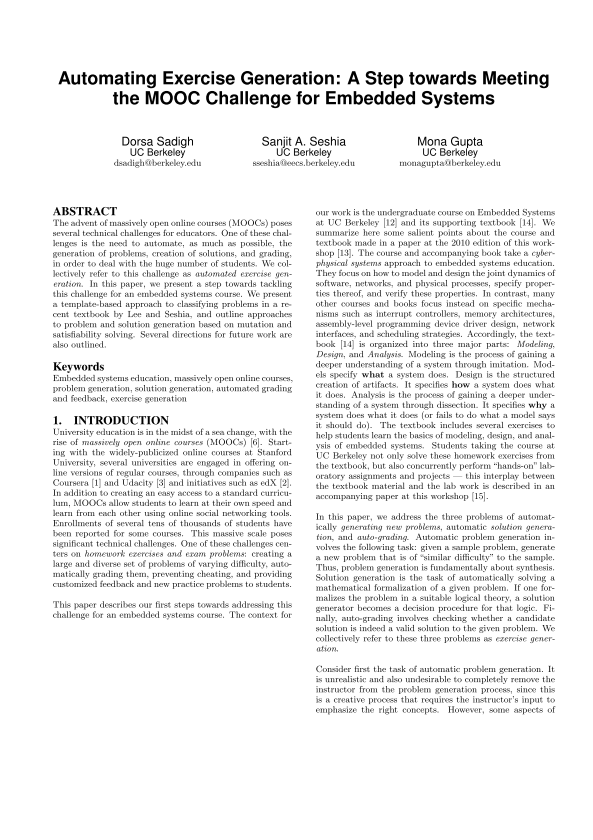 Automating Exercise Generation: A Step towards Meeting
the MOOC Challenge for Embedded Systems
Dorsa Sadigh
UC Berkeley
dsadigh@berkeley.edu
Sanjit A. Seshia
UC Berkeley
sseshia@eecs.berkeley.edu
Mona Gupta
UC Berkeley
monagupta@berkeley.edu
ABSTRACT
The advent of massively open online courses (MOOCs) poses
several technical challenges for educators. One of these chal-
lenges is the need to automate, as much as possible, the
generation of problems, creation of solutions, and grading,
in order to deal with the huge number of students. We col-
lectively refer to this challenge as automated exercise gen-
eration. In this paper, we present a step towards tackling
this challenge for an embedded systems course. We present
a template-based approach to classifying problems in a re-
cent textbook by Lee and Seshia, and outline approaches
to problem and solution generation based on mutation and
satisfiability solving. Several directions for future work are
also outlined.
Keywords
Embedded systems education, massively open online courses,
problem generation, solution generation, automated grading
and feedback, exercise generation
1. INTRODUCTION
University education is in the midst of a sea change, with the
rise of massively open online courses (MOOCs) [6]. Start-
ing with the widely-publicized online courses at Stanford
University, several universities are engaged in offering on-
line versions of regular courses, through companies such as
Coursera [1] and Udacity [3] and initiatives such as edX [2].
In addition to creating an easy access to a standard curricu-
lum, MOOCs allow students to learn at their own speed and
learn from each other using online social networking tools.
Enrollments of several tens of thousands of students have
been reported for some courses. This massive scale poses
significant technical challenges. One of these challenges cen-
ters on homework exercises and exam problems: creating a
large and diverse set of problems of varying difficulty, auto-
matically grading them, preventing cheating, and providing
customized feedback and new practice problems to students.
This paper describes our first steps towards addressing this
challenge for an embedded systems course. The context for
our work is the undergraduate course on Embedded Systems
at UC Berkeley [12] and its supporting textbook [14]. We
summarize here some salient points about the course and
textbook made in a paper at the 2010 edition of this work-
shop [13]. The course and accompanying book take a cyber-
physical systems approach to embedded systems education.
They focus on how to model and design the joint dynamics of
software, networks, and physical processes, specify proper-
ties thereof, and verify these properties. In contrast, many
other courses and books focus instead on specific mecha-
nisms such as interrupt controllers, memory architectures,
assembly-level programming device driver design, network
interfaces, and scheduling strategies. Accordingly, the text-
book [14] is organized into three major parts: Modeling,
Design, and Analysis. Modeling is the process of gaining a
deeper understanding of a system through imitation. Mod-
els specify what a system does. Design is the structured
creation of artifacts. It specifies how a system does what
it does. Analysis is the process of gaining a deeper under-
standing of a system through dissection. It specifies why a
system does what it does (or fails to do what a model says
it should do). The textbook includes several exercises to
help students learn the basics of modeling, design, and anal-
ysis of embedded systems. Students taking the course at
UC Berkeley not only solve these homework exercises from
the textbook, but also concurrently perform “hands-on” lab-
oratory assignments and projects — this interplay between
the textbook material and the lab work is described in an
accompanying paper at this workshop [15].
In this paper, we address the three problems of automat-
ically generating new problems, automatic solution genera-
tion, and auto-grading. Automatic problem generation in-
volves the following task: given a sample problem, generate
a new problem that is of “similar difficulty” to the sample.
Thus, problem generation is fundamentally about synthesis.
Solution generation is the task of automatically solving a
mathematical formalization of a given problem. If one for-
malizes the problem in a suitable logical theory, a solution
generator becomes a decision procedure for that logic. Fi-
nally, auto-grading involves checking whether a candidate
solution is indeed a valid solution to the given problem. We
collectively refer to these three problems as exercise gener-
ation.
Consider first the task of automatic problem generation. It
is unrealistic and also undesirable to completely remove the
instructor from the problem generation process, since this
is a creative process that requires the instructor’s input to
emphasize the right concepts. However, some aspects of